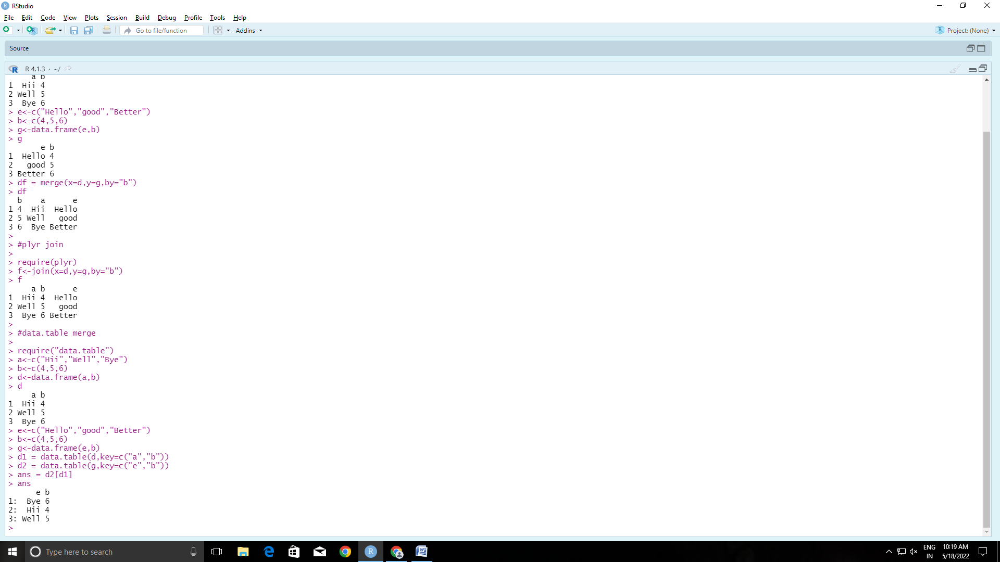 RStudio
File Edit Code View Plots Session Build Debug Profile Tools Help
Go to file/function Addins Project: (None)
Source
R 4.1.3 · ~/
     a b
1  Hii 4
2 Well 5
3  Bye 6
> e<-c("Hello","good","Better")
> b<-c(4,5,6)
> g<-data.frame(e,b)
> g
       e b
1  Hello 4
2   good 5
3 Better 6
> df = merge(x=d,y=g,by="b")
> df
  b    a      e
1 4  Hii  Hello
2 5 Well   good
3 6  Bye Better
>
> #plyr join
>
> require(plyr)
> f<-join(x=d,y=g,by="b")
> f
     a b      e
1  Hii 4  Hello
2 Well 5   good
3  Bye 6 Better
>
> #data.table merge
>
> require("data.table")
> a<-c("Hii","Well","Bye")
> b<-c(4,5,6)
> d<-data.frame(a,b)
> d
     a b
1  Hii 4
2 Well 5
3  Bye 6
> e<-c("Hello","good","Better")
> b<-c(4,5,6)
> g<-data.frame(e,b)
> d1 = data.table(d,key=c("a","b"))
> d2 = data.table(g,key=c("e","b"))
> ans = d2[d1]
> ans
      e b
1:  Bye 6
2:  Hii 4
3: Well 5
>
Type here to search
ENG 10:19 AM
IN 5/18/2022